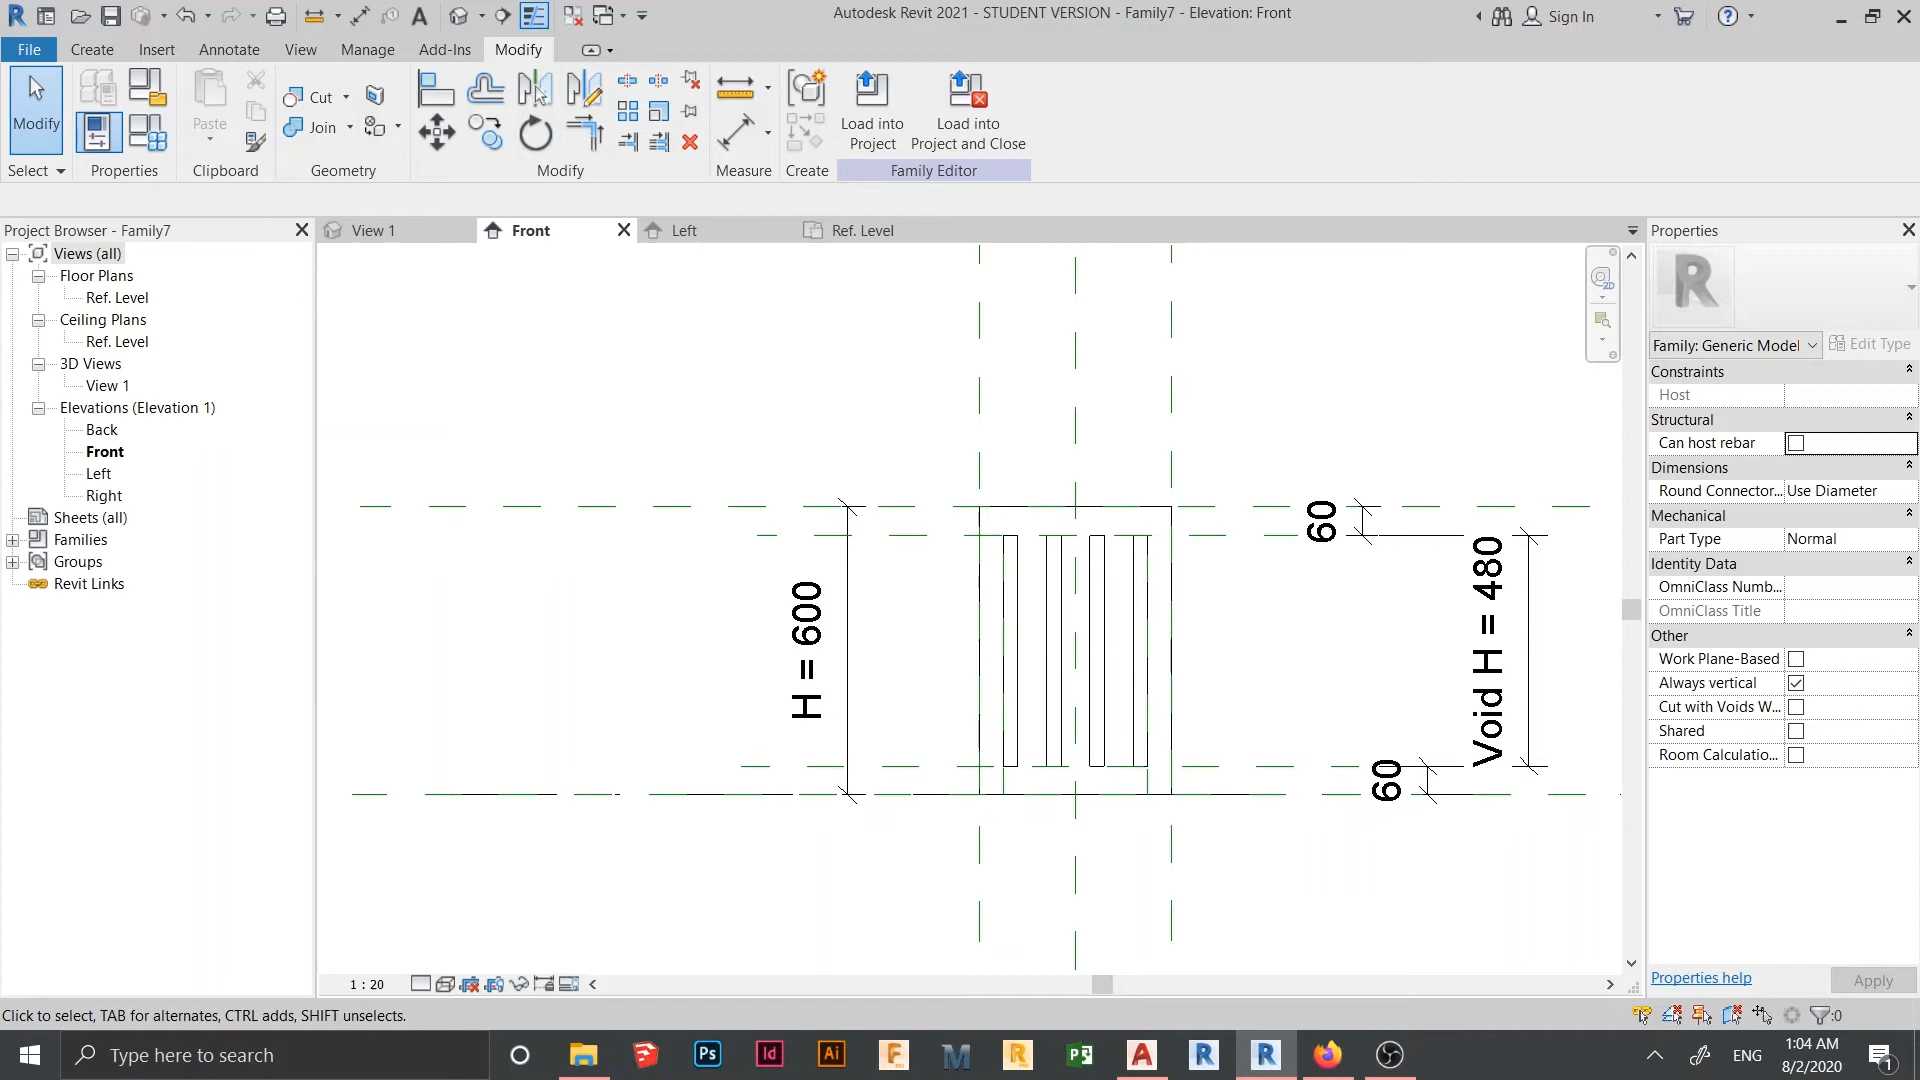 Autodesk Revit 2021 - STUDENT VERSION - Family7 - Elevation: Front
Sign In
File
Create
Insert
Annotate
View
Manage
Add-Ins
Modify
Modify
Paste
Cut
Join
Load into
Project
Load into
Project and Close
Select
Properties
Clipboard
Geometry
Modify
Measure
Create
Family Editor
Project Browser - Family7
Views (all)
Floor Plans
Ref. Level
Ceiling Plans
Ref. Level
3D Views
View 1
Elevations (Elevation 1)
Back
Front
Left
Right
Sheets (all)
Families
Groups
Revit Links
View 1
Front
Left
Ref. Level
H = 600
60
Void H = 480
60
2D
Properties
R
Family: Generic Model
Edit Type
Constraints
Host
Structural
Can host rebar
Dimensions
Round Connector... Use Diameter
Mechanical
Part Type Normal
Identity Data
OmniClass Numb...
OmniClass Title
Other
Work Plane-Based
Always vertical
Cut with Voids W...
Shared
Room Calculatio...
Properties help
Apply
1 : 20
Click to select, TAB for alternates, CTRL adds, SHIFT unselects.
:0
Type here to search
Ps
Id
Ai
ENG
1:04 AM
8/2/2020
1